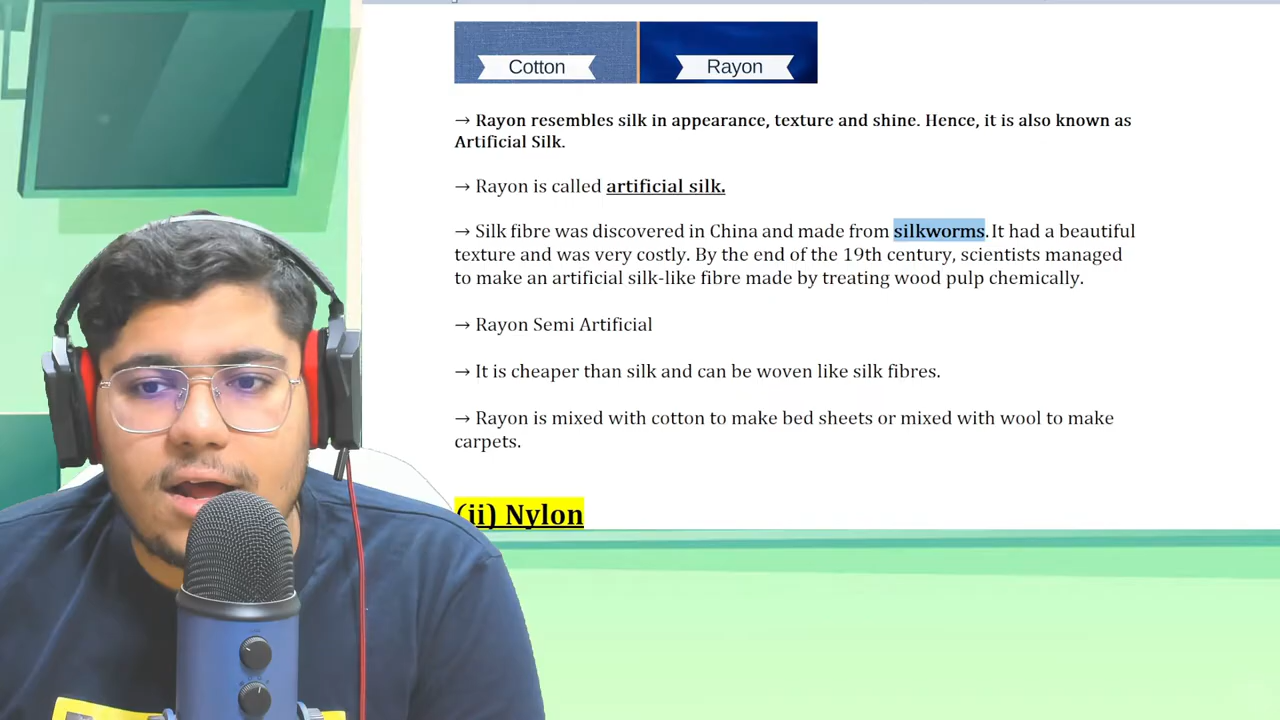 Cotton
Rayon
→ Rayon resembles silk in appearance, texture and shine. Hence, it is also known as
Artificial Silk.
→ Rayon is called artificial silk.
→ Silk fibre was discovered in China and made from silkworms. It had a beautiful
texture and was very costly. By the end of the 19th century, scientists managed
to make an artificial silk-like fibre made by treating wood pulp chemically.
→ Rayon Semi Artificial
→ It is cheaper than silk and can be woven like silk fibres.
→ Rayon is mixed with cotton to make bed sheets or mixed with wool to make
carpets.
(ii) Nylon